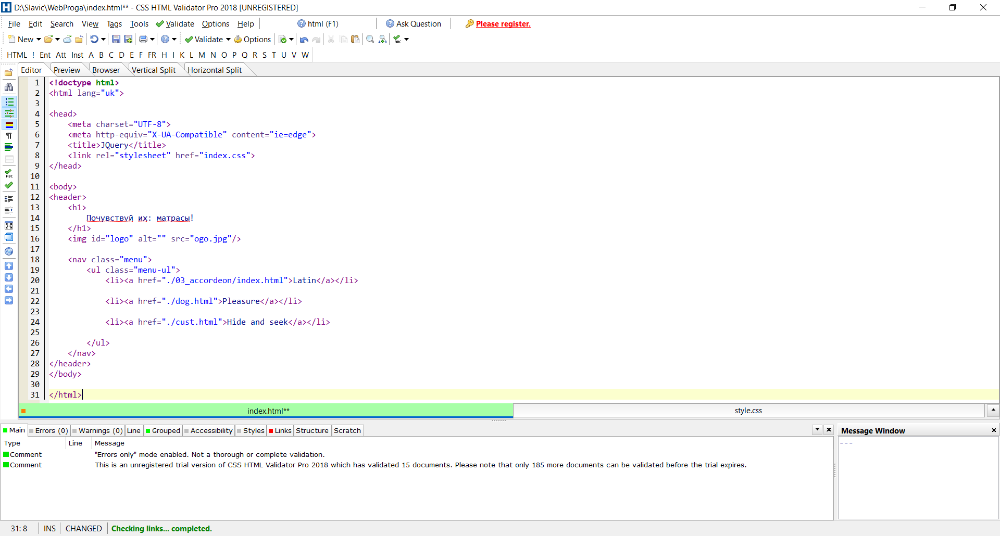 D:\Slavic\WebProga\index.html** - CSS HTML Validator Pro 2018 [UNREGISTERED]
File Edit Search View Tags Tools Validate Options Help html (F1) Ask Question Please register.
New Validate Options
HTML ! Ent Att Inst A B C D E F FR H I K L M N O P Q R S T U V W
Editor Preview Browser Vertical Split Horizontal Split
1 <!doctype html>
2 <html lang="uk">
3
4 <head>
5 <meta charset="UTF-8">
6 <meta http-equiv="X-UA-Compatible" content="ie=edge">
7 <title>JQuery</title>
8 <link rel="stylesheet" href="index.css">
9 </head>
10
11 <body>
12 <header>
13 <h1>
14 Почувствуй их: матрасы!
15 </h1>
16 <img id="logo" alt="" src="ogo.jpg"/>
17
18 <nav class="menu">
19 <ul class="menu-ul">
20 <li><a href="./03_accordeon/index.html">Latin</a></li>
21
22 <li><a href="./dog.html">Pleasure</a></li>
23
24 <li><a href="./cust.html">Hide and seek</a></li>
25
26 </ul>
27 </nav>
28 </header>
29 </body>
30
31 </html>
index.html** style.css
Main Errors (0) Warnings (0) Line Grouped Accessibility Styles Links Structure Scratch Message Window
Type Line Message
---
Comment "Errors only" mode enabled. Not a thorough or complete validation.
Comment This is an unregistered trial version of CSS HTML Validator Pro 2018 which has validated 15 documents. Please note that only 185 more documents can be validated before the trial expires.
31: 8 INS CHANGED Checking links... completed.